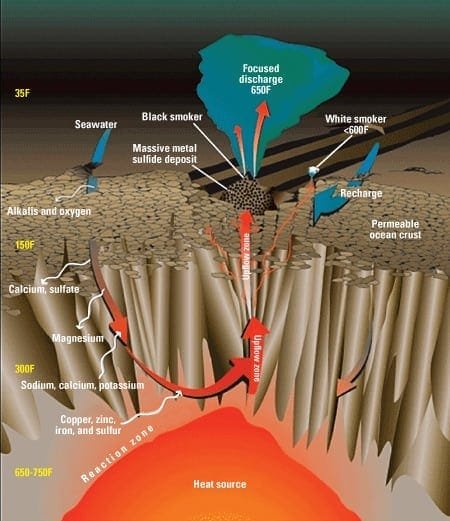 Focused
discharge
650F
35F
Black smoker
White smoker
<600F
Seawater
Massive metal
sulfide deposit
Recharge
Alkalis and oxygen
Permeable
ocean crust
150F
Upflow zone
Calcium, sulfate
Magnesium
Upflow zone
300F
Sodium, calcium, potassium
Copper, zinc,
iron, and sulfur
Reaction zone
650-750F
Heat source